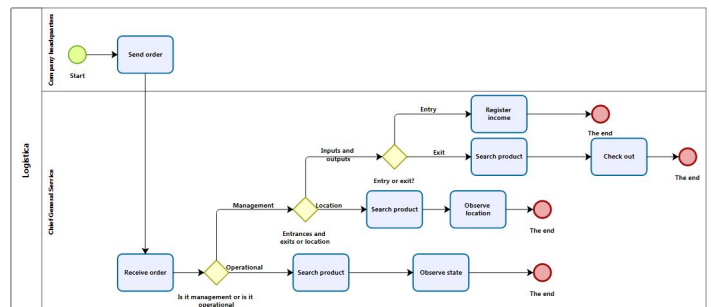 Logistica
Company headquarters
Chief General Service
Start
Send order
Receive order
Is it management or is it
operational
Management
Operational
Entrances and
exits or location
Inputs and
outputs
Location
Entry or exit?
Entry
Exit
Register
income
The end
Search product
Check out
The end
Search product
Observe
location
The end
Search product
Observe state
The end